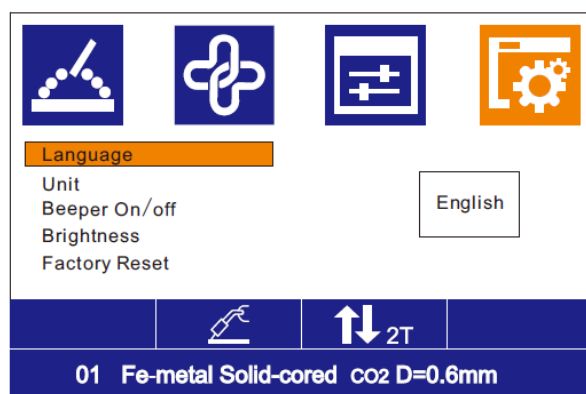 Language
Unit
Beeper On/off
Brightness
Factory Reset
English
2T
01 Fe-metal Solid-cored CO2 D=0.6mm